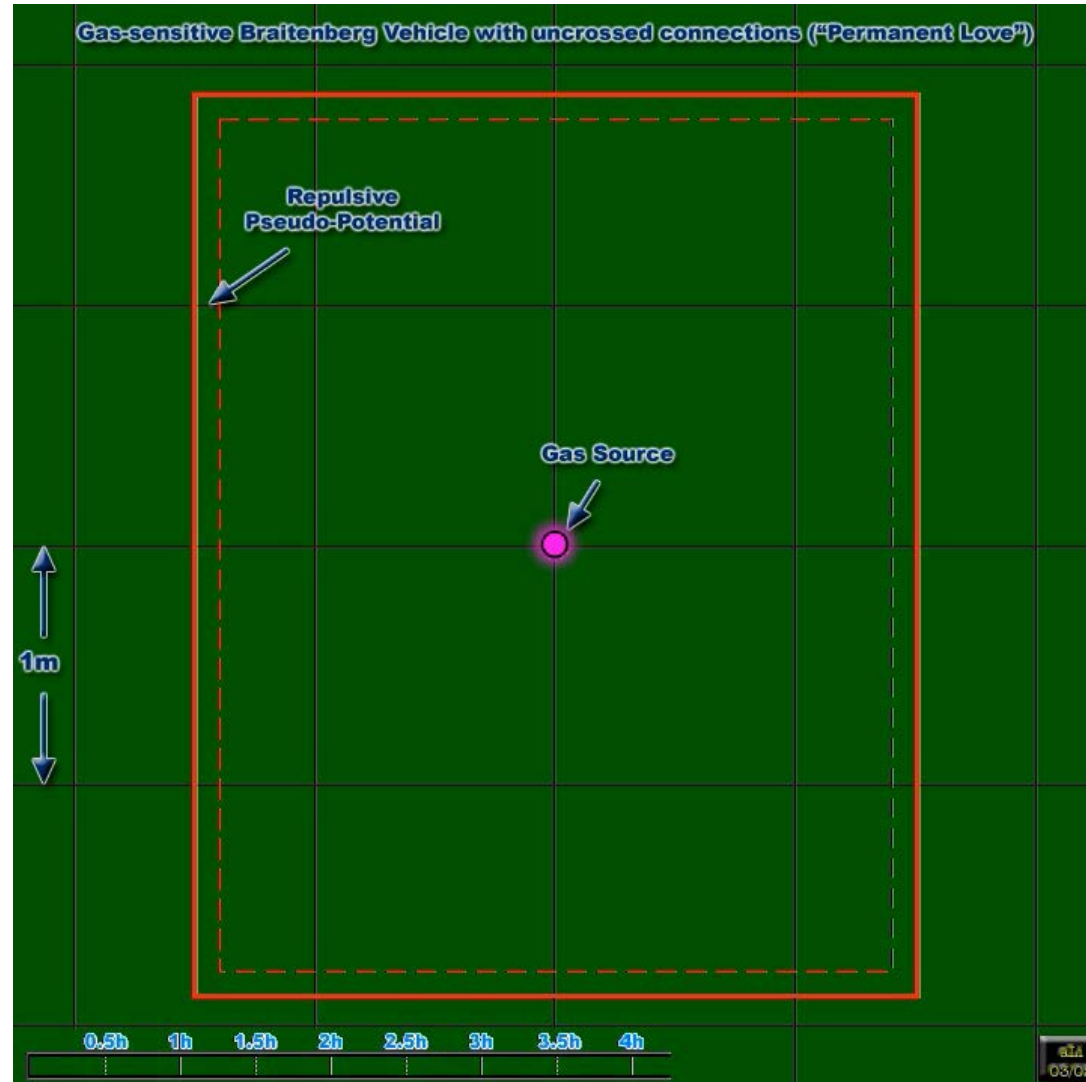 Gas-sensitive Braitenberg Vehicle with uncrossed connections (“Permanent Love”)
Repulsive
Pseudo-Potential
Gas Source
1m
0.5h 1h 1.5h 2h 2.5h 3h 3.5h 4h